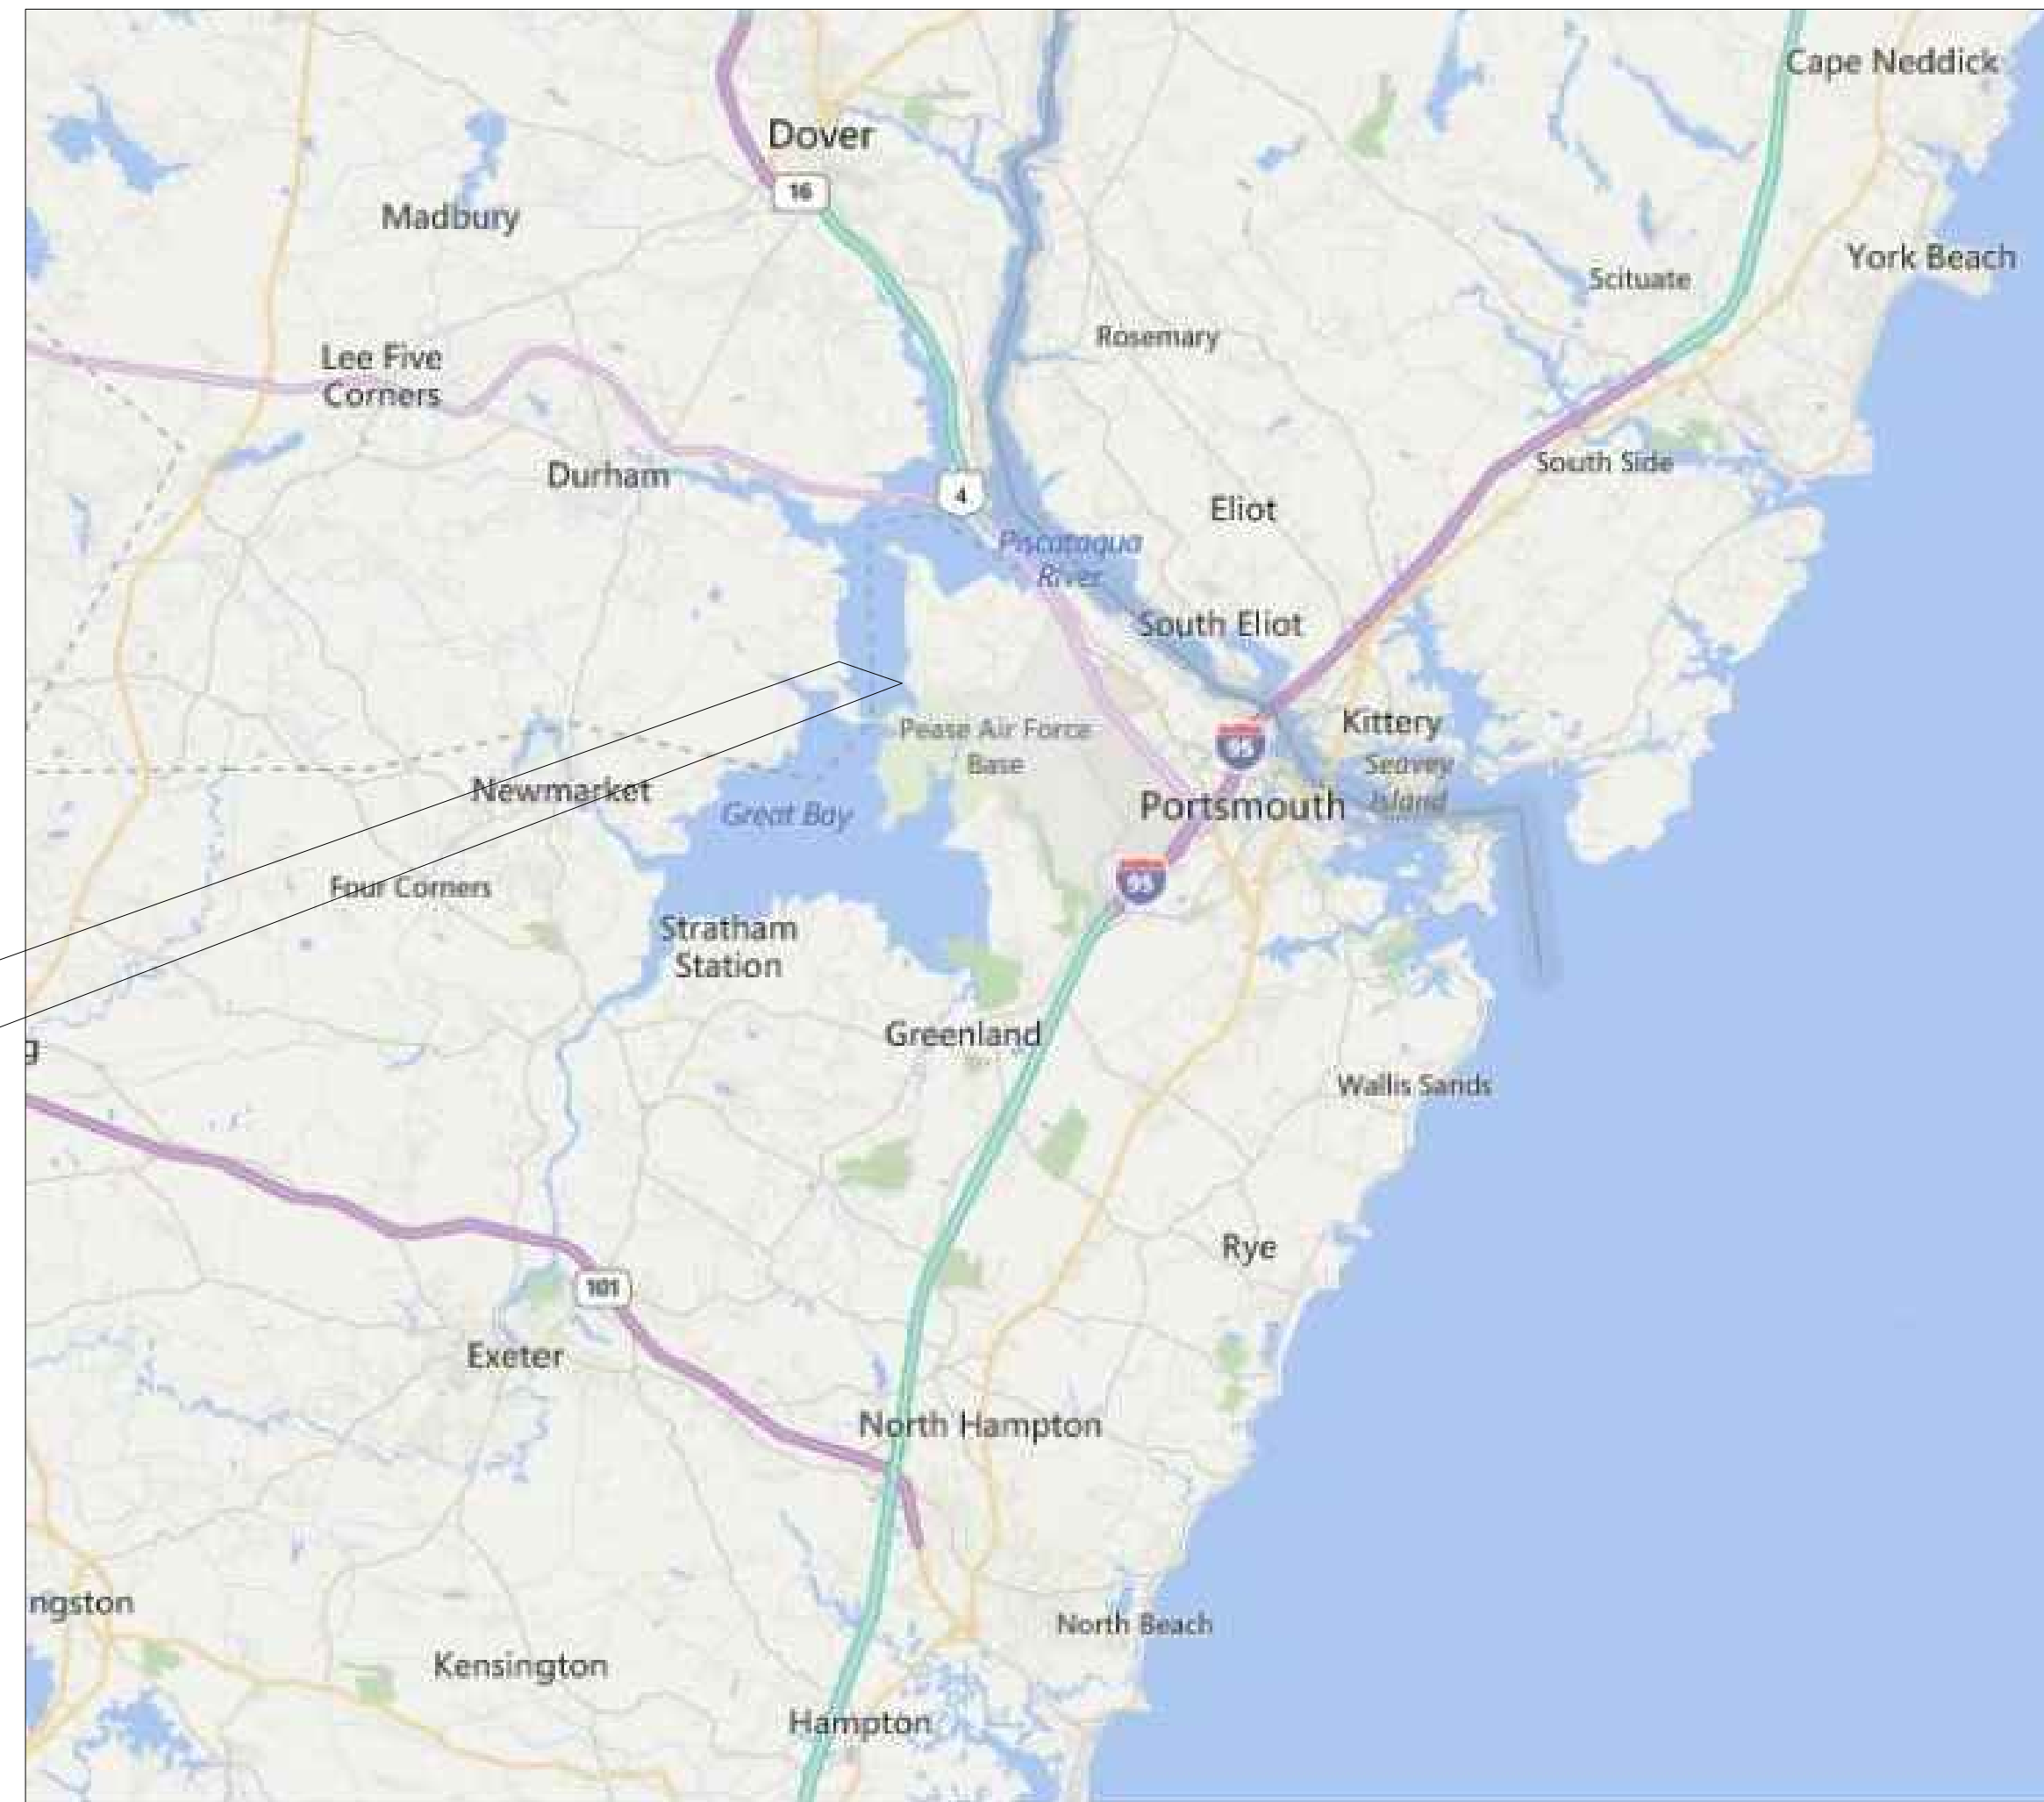 Cape Neddick
Dover
16
Madbury
York Beach
Scituate
Rosemary
Lee Five
Corners
South Side
Durham
4
Eliot
Piscataqua
River
South Eliot
Kittery
Pease Air Force
Base
95
Seavey
Island
Newmarket
Great Bay
Portsmouth
95
Four Corners
Stratham
Station
Greenland
g
Wallis Sands
Rye
101
Exeter
North Hampton
ngston
North Beach
Kensington
Hampton